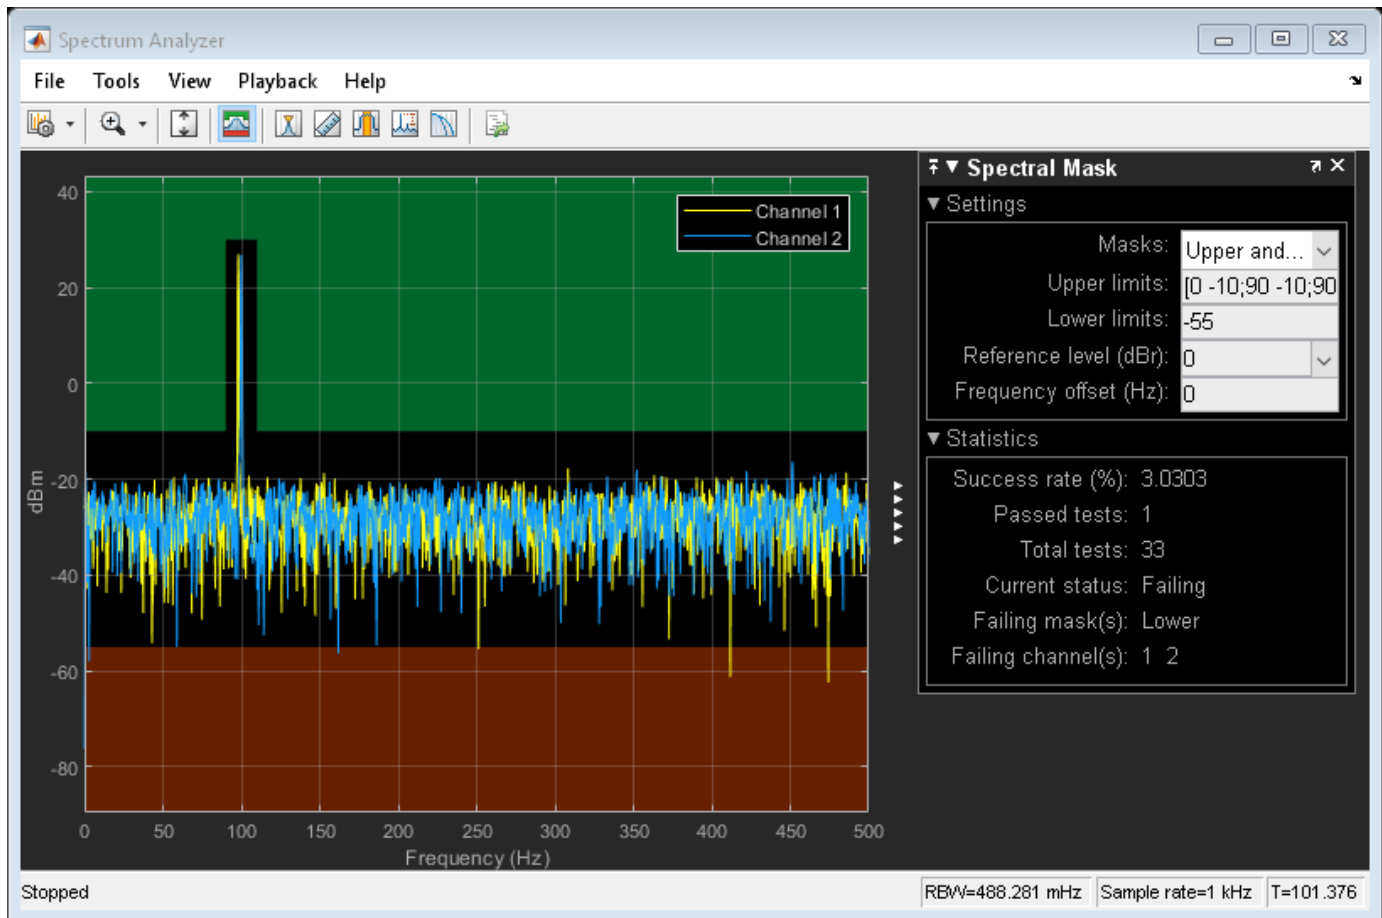 Spectrum Analyzer
File Tools View Playback Help
Spectral Mask
Settings
Masks: Upper and...
Upper limits: [0 -10;90 -10;90
Lower limits: -55
Reference level (dBr): 0
Frequency offset (Hz): 0
Statistics
Success rate (%): 3.0303
Passed tests: 1
Total tests: 33
Current status: Failing
Failing mask(s): Lower
Failing channel(s): 1 2
Channel 1
Channel 2
dBm
40
20
0
-20
-40
-60
-80
0 50 100 150 200 250 300 350 400 450 500
Frequency (Hz)
Stopped
RBW=488.281 mHz Sample rate=1 kHz T=101.376